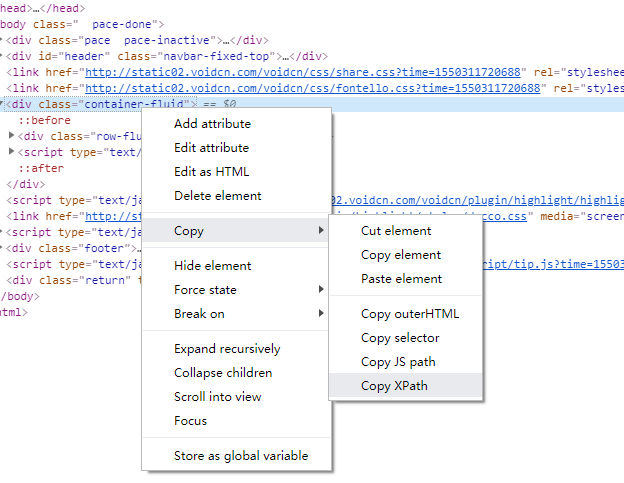 head>…</head>
body class="  pace-done">
<div class="pace  pace-inactive">…</div>
<div id="header" class="navbar-fixed-top">…</div>
<link href="http://static02.voidcn.com/voidcn/css/share.css?time=1550311720688" rel="styleshee
<link href="http://static02.voidcn.com/voidcn/css/fontello.css?time=1550311720688" rel="styles
<div class="container-fluid"> == $0
::before
<div class="row-flu
<script type="text/
::after
</div>
<script type="text/ja 02.voidcn.com/voidcn/plugin/highlight/highlig
<link href="http://st cco.css" media="screen
<script type="text/ja
<div class="footer">…
<script type="text/ja cript/tip.js?time=15503
<div class="return" t
/body>
html>
Add attribute
Edit attribute
Edit as HTML
Delete element
Copy
Hide element
Force state
Break on
Expand recursively
Collapse children
Scroll into view
Focus
Store as global variable
Cut element
Copy element
Paste element
Copy outerHTML
Copy selector
Copy JS path
Copy XPath